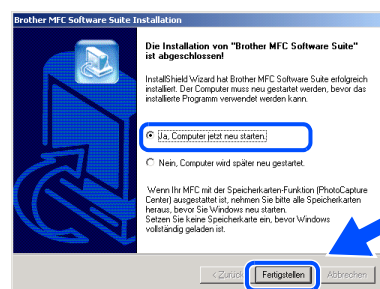 Brother MFC Software Suite Installation
Die Installation von "Brother MFC Software Suite"
ist abgeschlossen!
InstallShield Wizard hat Brother MFC Software Suite erfolgreich
installiert. Der Computer muss neu gestartet werden, bevor das
installierte Programm verwendet werden kann.
Ja, Computer jetzt neu starten.
Nein, Computer wird später neu gestartet.
Wenn Ihr MFC mit der Speicherkarten-Funktion (PhotoCapture
Center) ausgestattet ist, nehmen Sie bitte alle Speicherkarten
heraus, bevor Sie Windows neu starten.
Setzen Sie keine Speicherkarte ein, bevor Windows
vollständig geladen ist.
< Zurück Fertigstellen Abbrechen